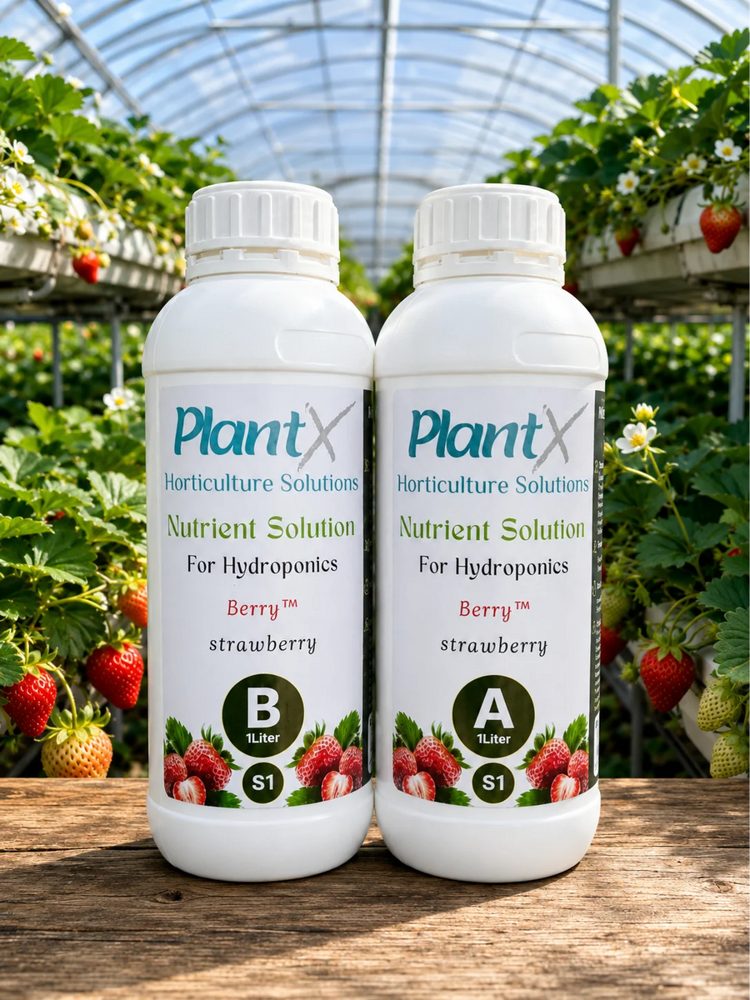 PlantX
Horticulture Solutions
Nutrient Solution
For Hydroponics
Berry™
strawberry
B
1Liter
S1
PlantX
Horticulture Solutions
Nutrient Solution
For Hydroponics
Berry™
strawberry
A
1Liter
S1